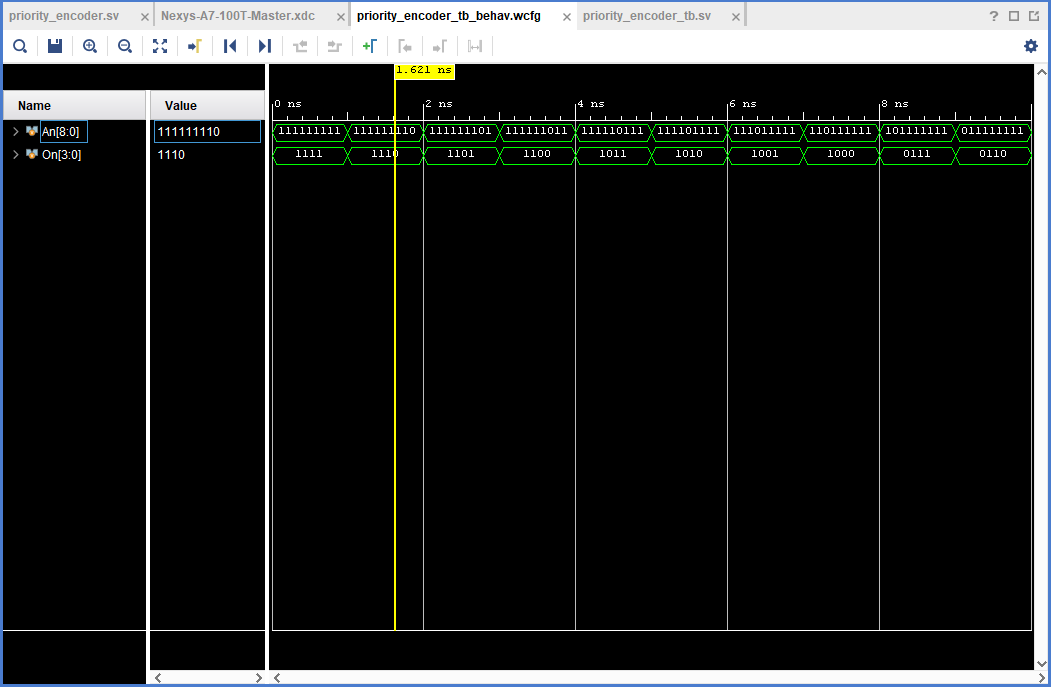 priority_encoder.sv × Nexys-A7-100T-Master.xdc × priority_encoder_tb_behav.wcfg × priority_encoder_tb.sv × ?
1.621 ns
Name Value 0 ns 2 ns 4 ns 6 ns 8 ns
An[8:0] 111111110 111111111 111111110 111111101 111111011 111110111 111101111 111011111 110111111 101111111 011111111
On[3:0] 1110 1111 1110 1101 1100 1011 1010 1001 1000 0111 0110